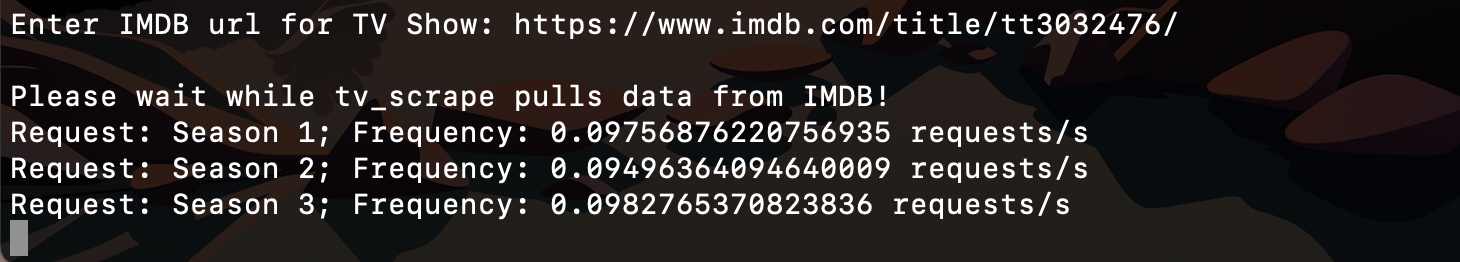 Enter IMDB url for TV Show: https://www.imdb.com/title/tt3032476/
Please wait while tv_scrape pulls data from IMDB!
Request: Season 1; Frequency: 0.09756876220756935 requests/s
Request: Season 2; Frequency: 0.09496364094640009 requests/s
Request: Season 3; Frequency: 0.0982765370823836 requests/s